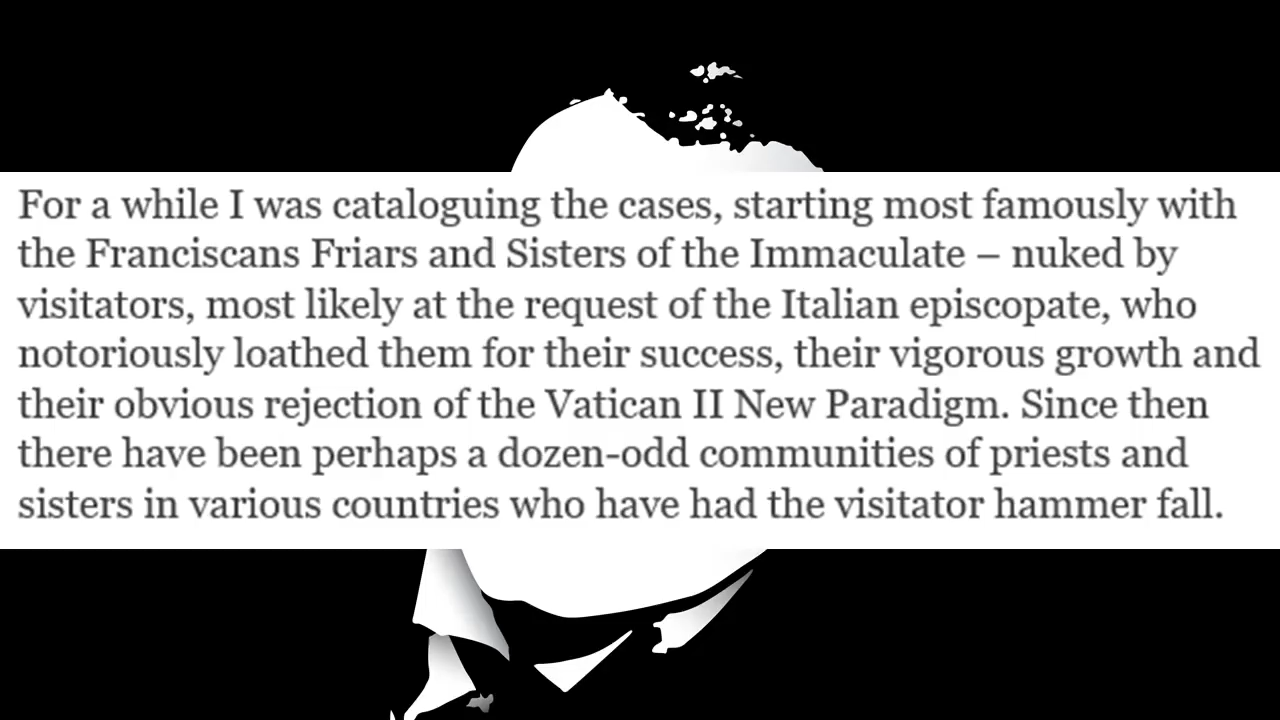 For a while I was cataloguing the cases, starting most famously with
the Franciscans Friars and Sisters of the Immaculate – nuked by
visitators, most likely at the request of the Italian episcopate, who
notoriously loathed them for their success, their vigorous growth and
their obvious rejection of the Vatican II New Paradigm. Since then
there have been perhaps a dozen-odd communities of priests and
sisters in various countries who have had the visitator hammer fall.